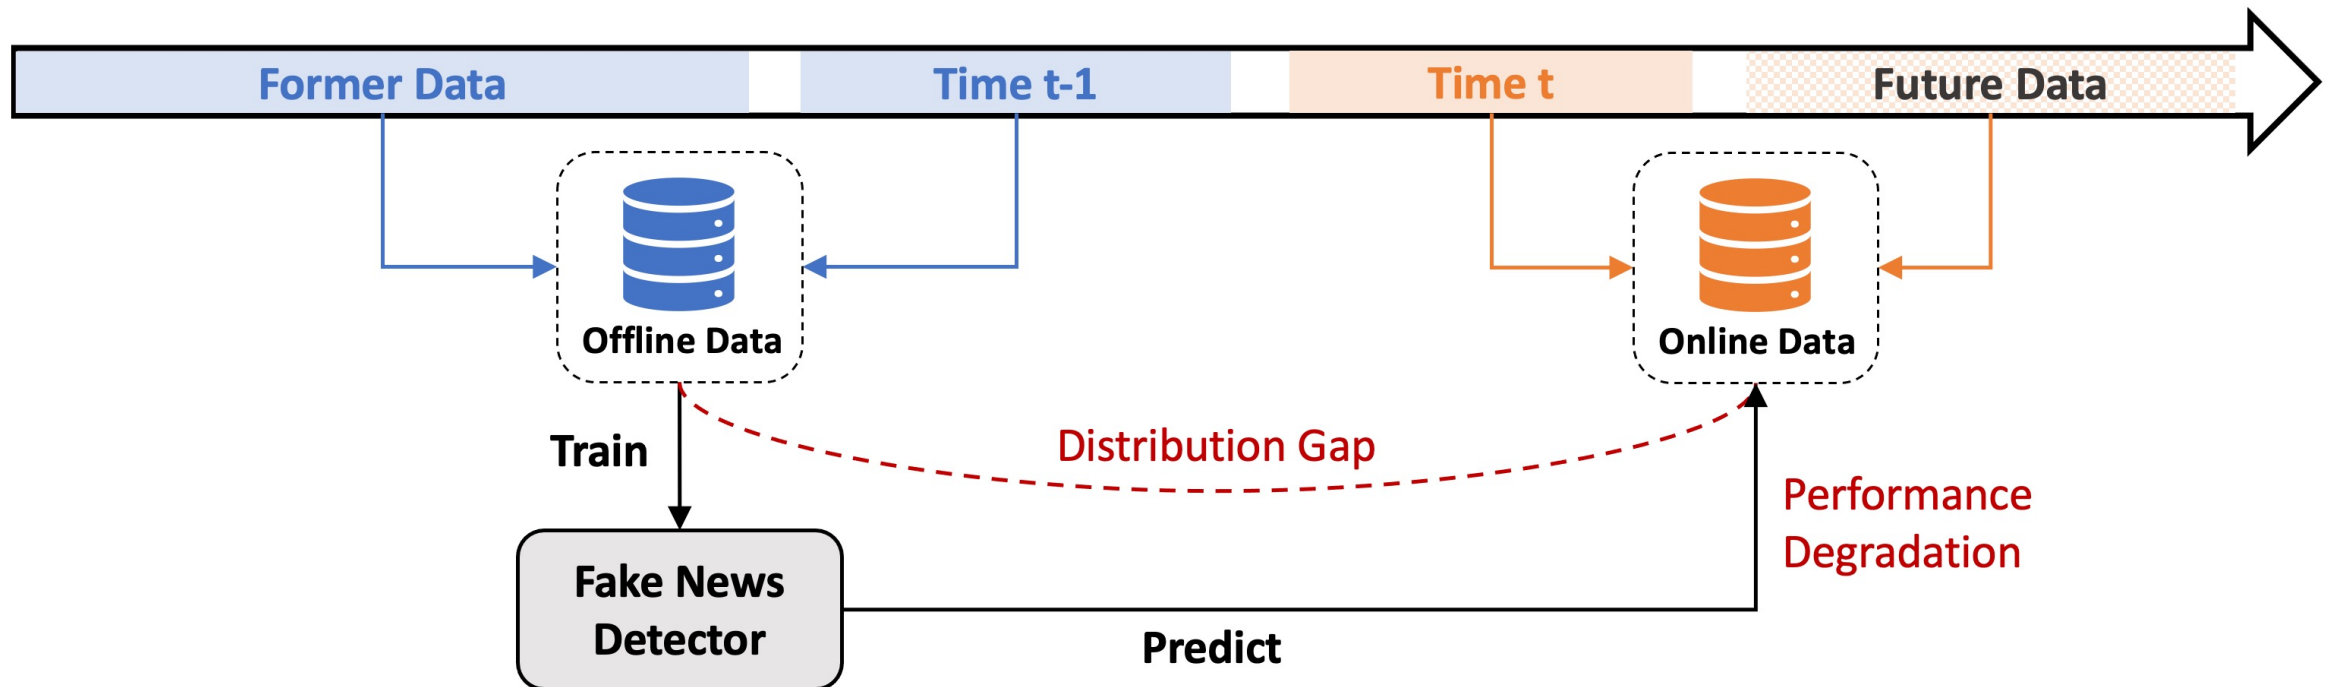 Former Data
Time t-1
Time t
Future Data
Offline Data
Online Data
Train
Distribution Gap
Performance
Degradation
Fake News
Detector
Predict